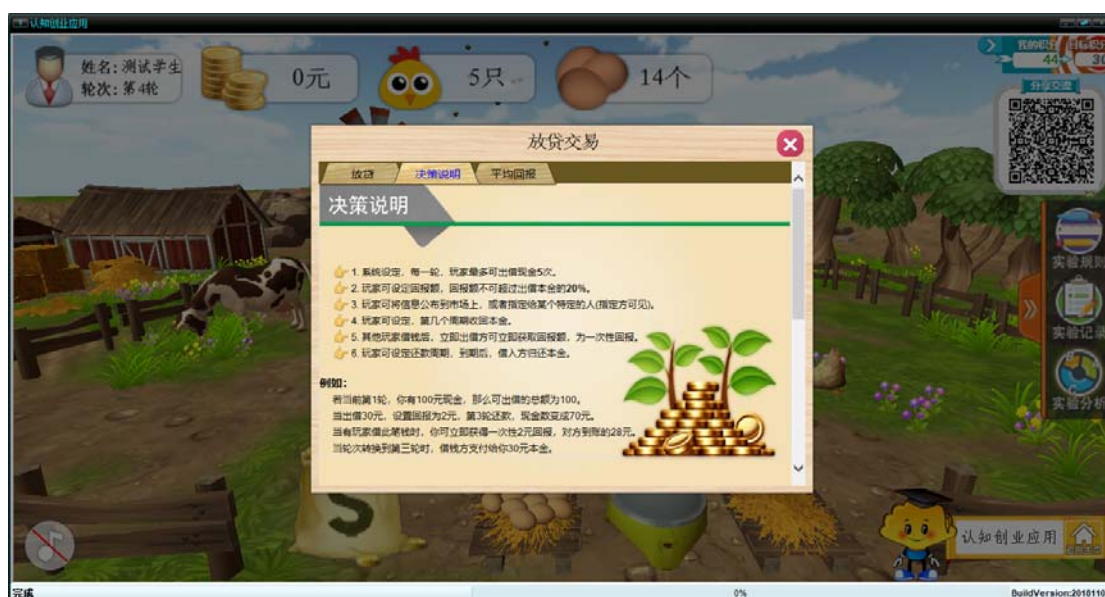 认知创业应用
姓名:测试学生
轮次:第4轮
0元
5只
14个
我的积分
目标积分
44
30
分享交流
放贷交易
放贷
决策说明
平均回报
决策说明
1. 系统设定,每一轮,玩家最多可出借现金5次。
2. 玩家可设定回报额,回报额不可超过出借本金的20%。
3. 玩家可将信息公布到市场上,或者指定给某个特定的人(指定方可见)。
4. 玩家可设定,第几个周期收回本金。
5. 其他玩家借钱后,立即出借方可立即获取回报额,为一次性回报。
6. 玩家可设定还款周期,到期后,借入方归还本金。
例如:
若当前第1轮,你有100元现金,那么可出借的总额为100。
当出借30元,设置回报为2元,第3轮还款,现金数变成70元。
当有玩家借此笔钱时,你可立即获得一次性2元回报,对方到账的28元。
当轮次转换到第三轮时,借钱方支付给你30元本金。
实验规则
实验记录
实验分析
S
认知创业应用
完成
0%
BuildVersion:2018110